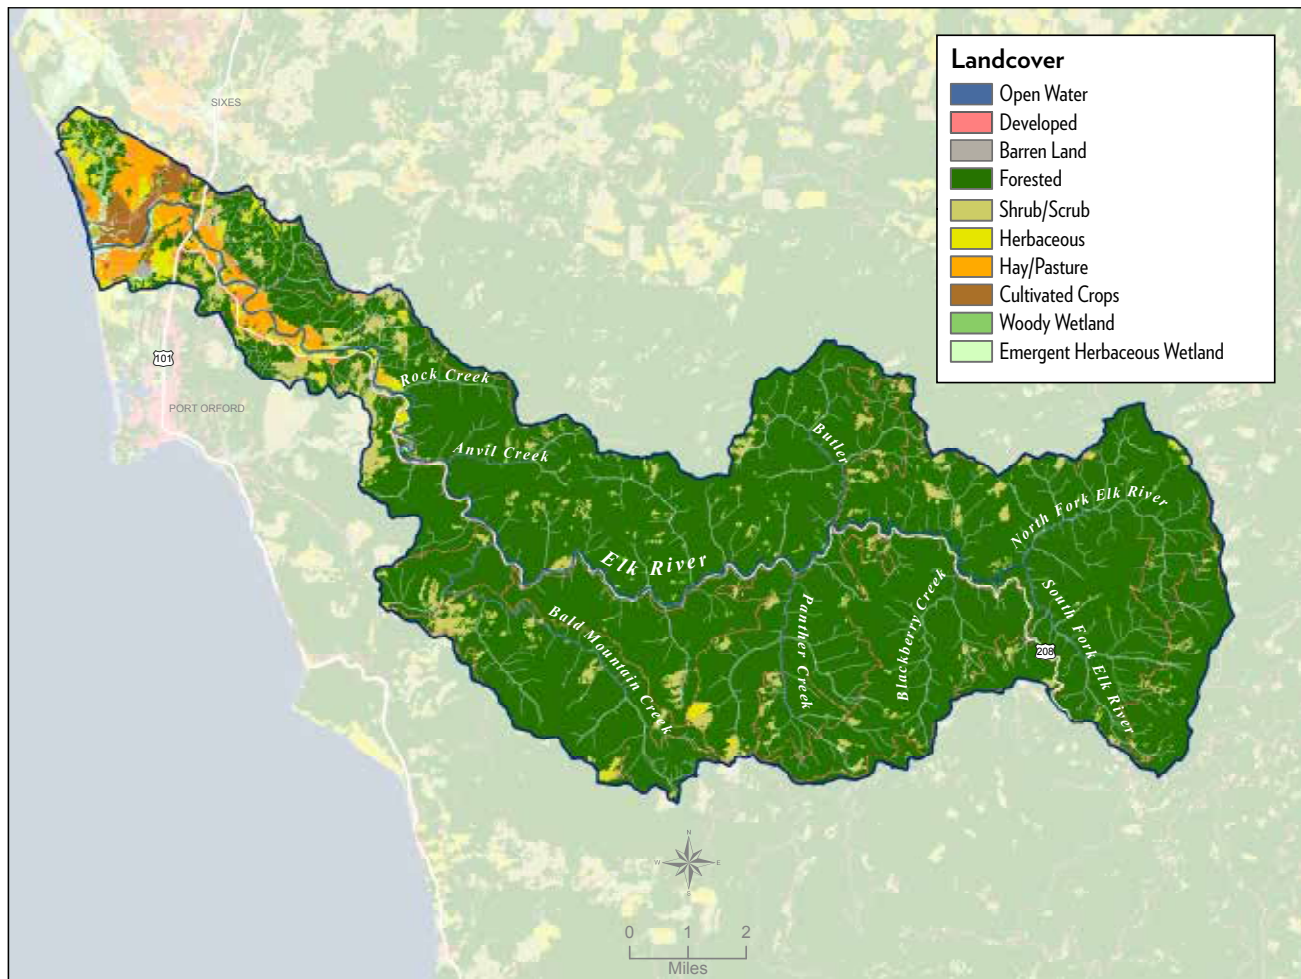 Landcover
Open Water
Developed
Barren Land
Forested
Shrub/Scrub
Herbaceous
Hay/Pasture
Cultivated Crops
Woody Wetland
Emergent Herbaceous Wetland
SIXES
101
PORT ORFORD
Rock Creek
Anvil Creek
Butler
North Fork Elk River
Elk River
South Fork Elk River
Bald Mountain Creek
Panther Creek
Blackberry Creek
208
N
W E
S
0 1 2
Miles